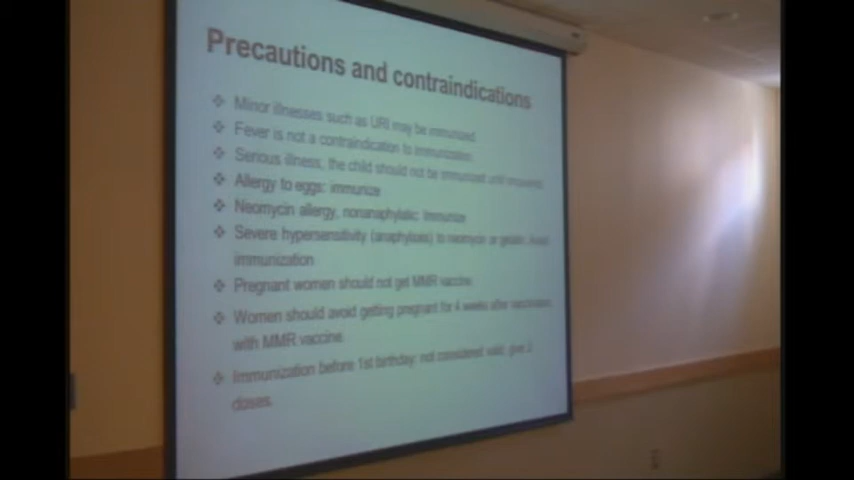 Precautions and contraindications
❖ Minor illnesses such as URI may be immunized.
❖ Fever is not a contraindication to immunization.
❖ Serious illness, the child should not be immunized until
❖ Allergy to eggs: immunize
❖ Neomycin allergy, nonanaphylatic: Immunize
❖ Severe hypersensitivity (anaphylaxis) to neomycin or gelatin: Avoid
immunization
❖ Pregnant women should not get MMR vaccine.
❖ Women should avoid getting pregnant for 4 weeks after vaccination
with MMR vaccine.
❖ Immunization before 1st birthday: not considered valid; give 2
doses.